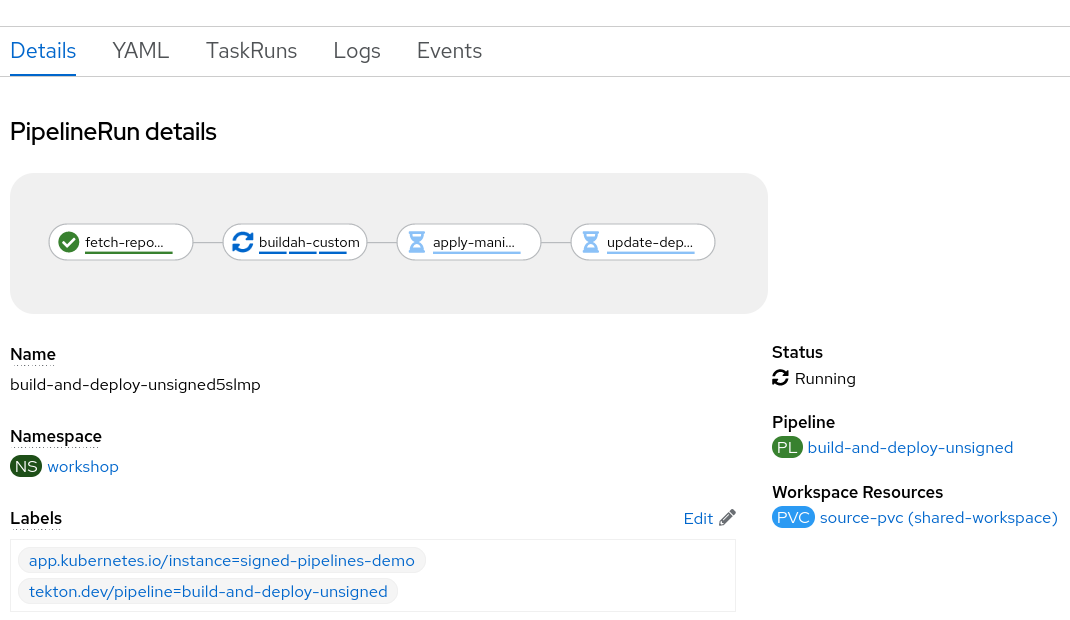 Details YAML TaskRuns Logs Events
PipelineRun details
fetch-repo... buildah-custom apply-mani... update-dep...
Name
build-and-deploy-unsigned5slmp
Namespace
NS workshop
Labels Edit
app.kubernetes.io/instance=signed-pipelines-demo
tekton.dev/pipeline=build-and-deploy-unsigned
Status
Running
Pipeline
PL build-and-deploy-unsigned
Workspace Resources
PVC source-pvc (shared-workspace)